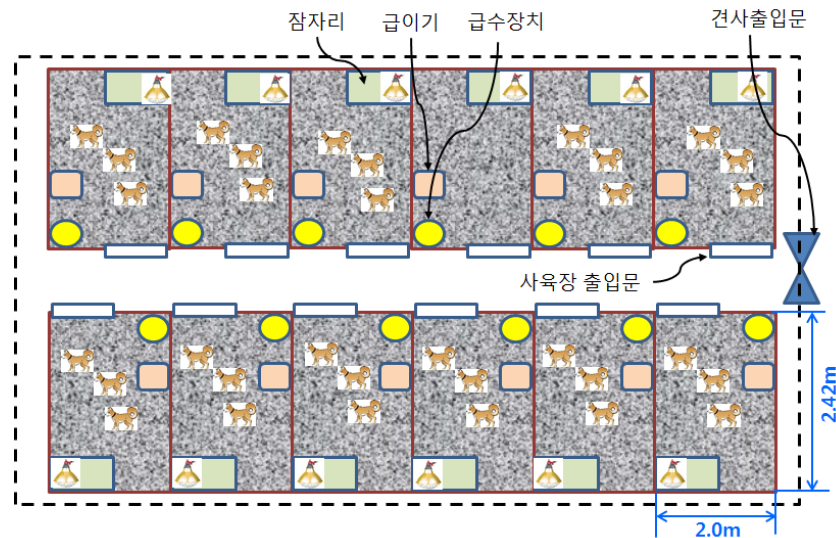 잠자리
급이기
급수장치
견사출입문
사육장 출입문
2.42m
2.0m